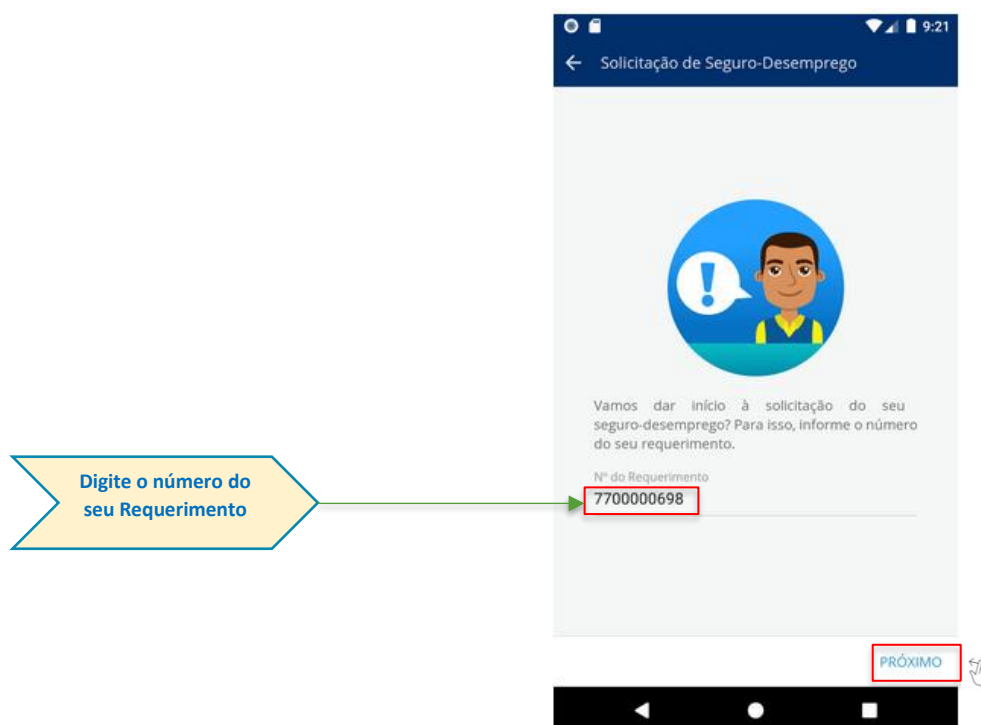 9:21
Solicitação de Seguro-Desemprego
Vamos dar início à solicitação do seu
seguro-desemprego? Para isso, informe o número
do seu requerimento.
Nº do Requerimento
7700000698
Digite o número do
seu Requerimento
PRÓXIMO